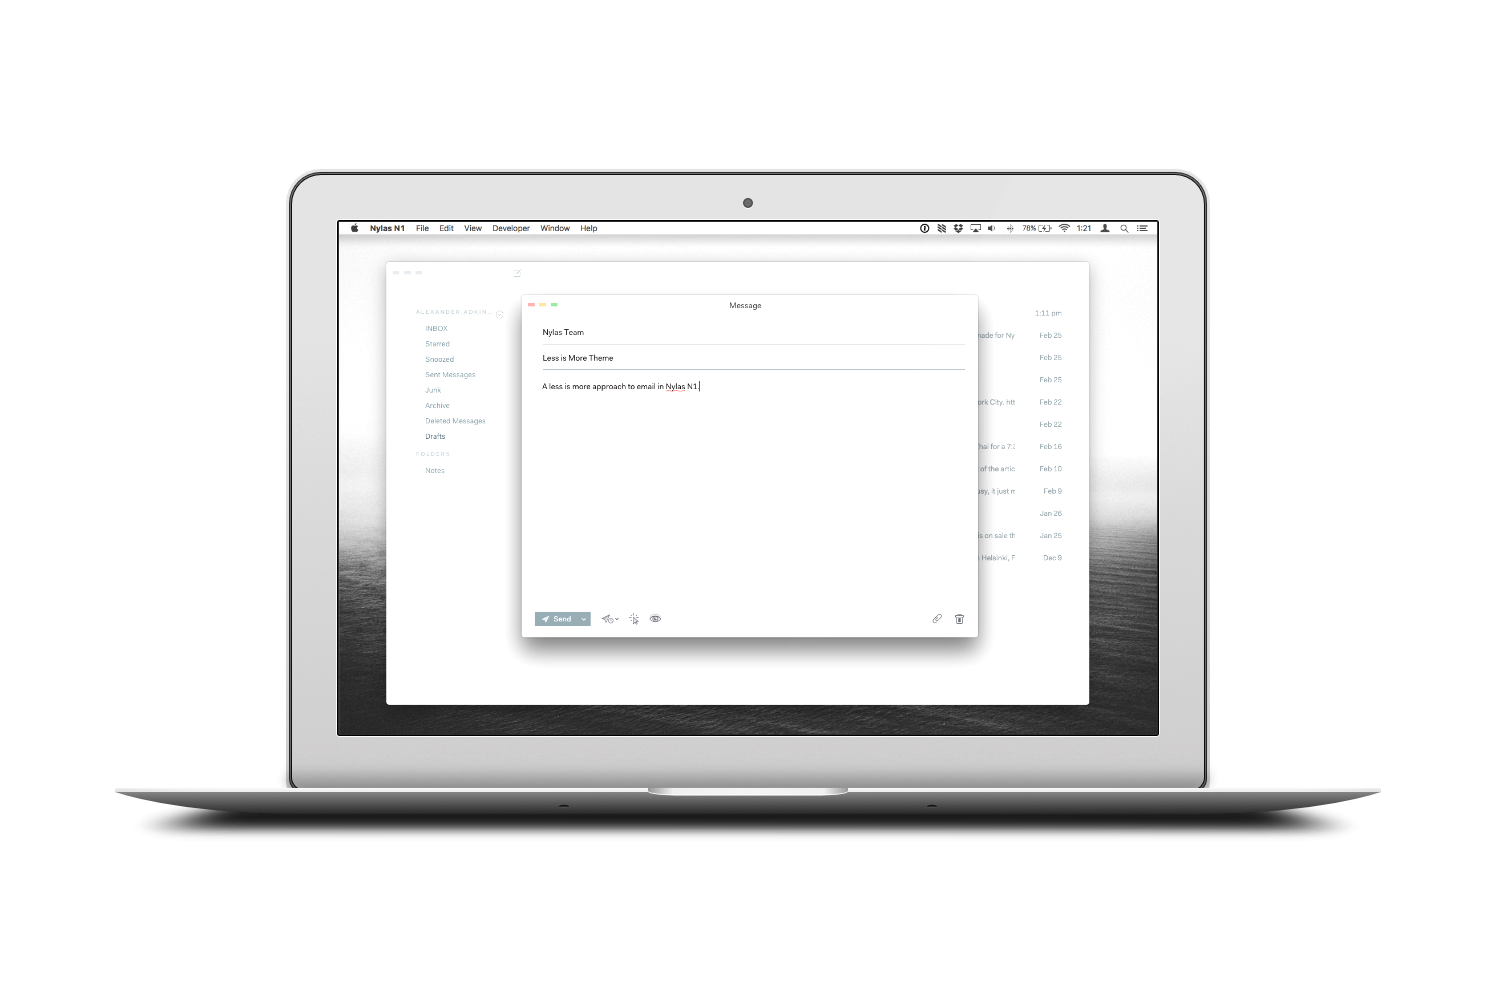 Nylas N1 File Edit View Developer Window Help 78% 1:21
Message
ALEXANDER ADKIN...
INBOX
Starred
Snoozed
Sent Messages
Junk
Archive
Deleted Messages
Drafts
FOLDERS
Notes
Nylas Team
Less is More Theme
A less is more approach to email in Nylas N1.
Send
1:11 pm
made for Ny Feb 25
Feb 25
Feb 25
ork City, htt Feb 22
Feb 22
Thai for a 7: Feb 16
t of the artic Feb 10
usy, it just m Feb 9
Jan 26
is on sale th Jan 25
Helsinki, F Dec 9